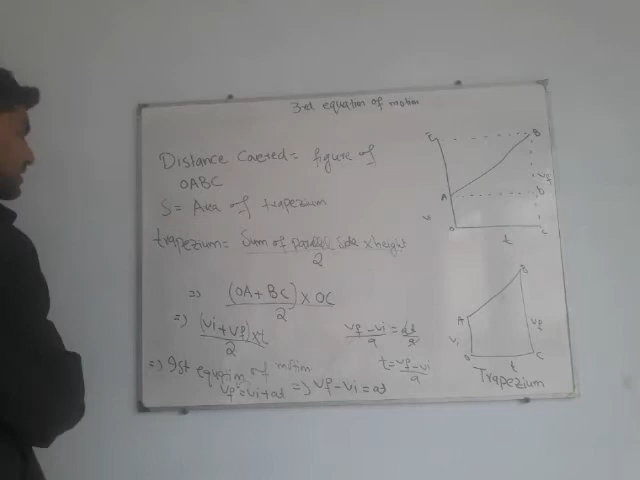 3rd equation of motion
Distance Covered = figure of
OABC
S = Area of trapezium
trapezium = Sum of parallel side x height
2
=> (OA + BC) x OC
2
=> (vi + vf) x t
2
vf - vi = at
a
t = vf - vi
a
=> 1st equation of motion
vf = vi + at => vf - vi = at
E
B
A
D
vf
v
O
t
C
B
A
vi
vf
O
t
C
Trapezium